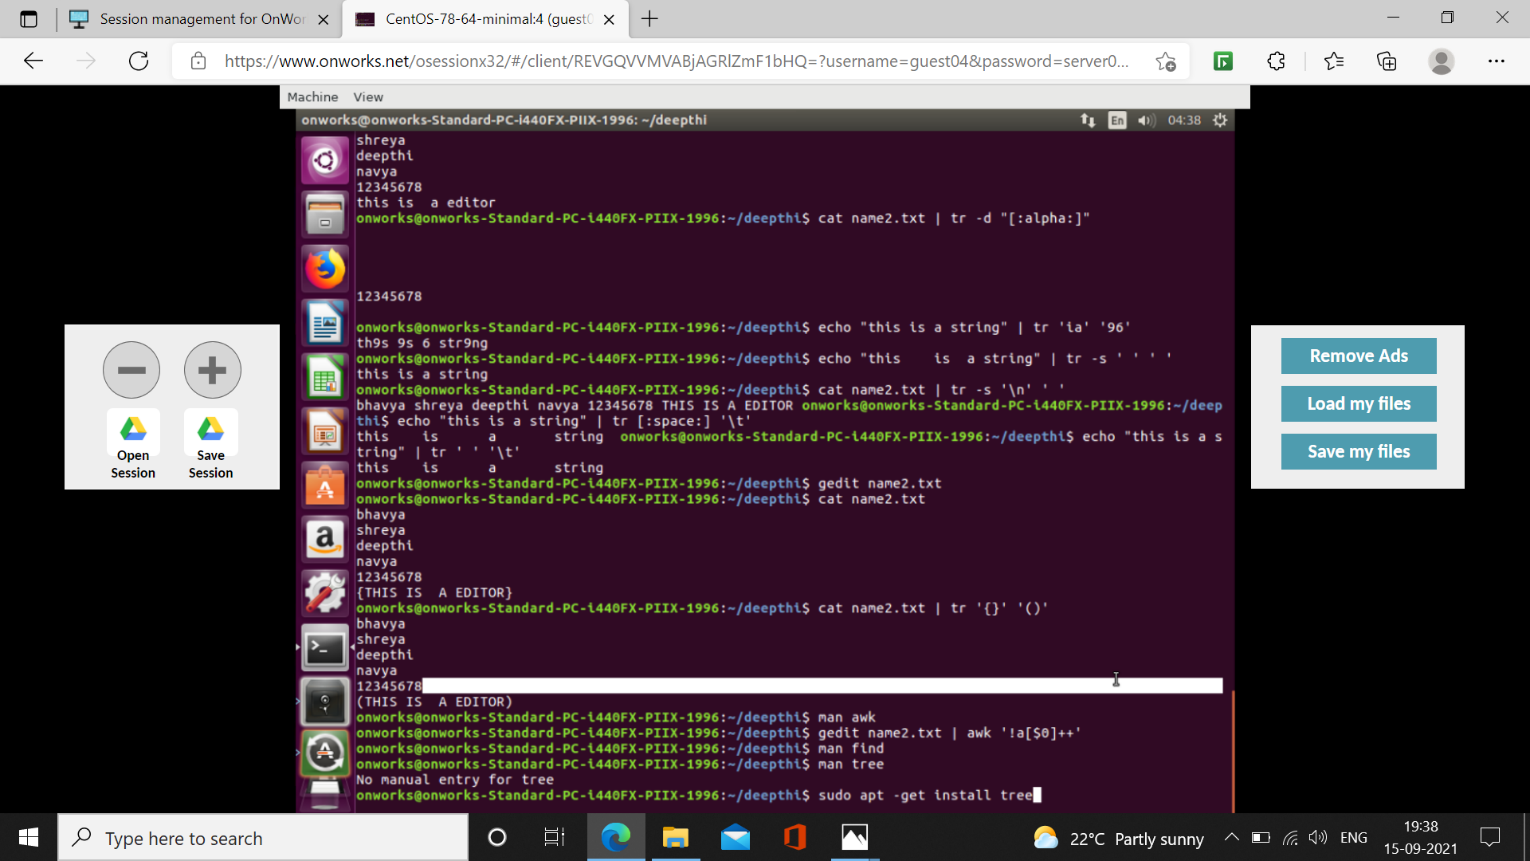 Session management for OnWor
CentOS-78-64-minimal:4 (guest0
https://www.onworks.net/osessionx32/#/client/REVGQVVMVABjAGRlZmF1bHQ=?username=guest04&password=server0...
Machine View
onworks@onworks-Standard-PC-i440FX-PIIX-1996: ~/deepthi
En 04:38
shreya
deepthi
navya
12345678
this is  a editor
onworks@onworks-Standard-PC-i440FX-PIIX-1996:~/deepthi$ cat name2.txt | tr -d "[:alpha:]"
12345678
onworks@onworks-Standard-PC-i440FX-PIIX-1996:~/deepthi$ echo "this is a string" | tr 'ia' '96'
th9s 9s 6 str9ng
onworks@onworks-Standard-PC-i440FX-PIIX-1996:~/deepthi$ echo "this    is  a string" | tr -s ' ' ' '
this is a string
onworks@onworks-Standard-PC-i440FX-PIIX-1996:~/deepthi$ cat name2.txt | tr -s '\n' ' '
bhavya shreya deepthi navya 12345678 THIS IS A EDITOR onworks@onworks-Standard-PC-i440FX-PIIX-1996:~/deep
thi$ echo "this is a string" | tr [:space:] '\t'
this    is      a       string  onworks@onworks-Standard-PC-i440FX-PIIX-1996:~/deepthi$ echo "this is a s
tring" | tr ' ' '\t'
this    is      a       string
onworks@onworks-Standard-PC-i440FX-PIIX-1996:~/deepthi$ gedit name2.txt
onworks@onworks-Standard-PC-i440FX-PIIX-1996:~/deepthi$ cat name2.txt
bhavya
shreya
deepthi
navya
12345678
{THIS IS  A EDITOR}
onworks@onworks-Standard-PC-i440FX-PIIX-1996:~/deepthi$ cat name2.txt | tr '{}' '()'
bhavya
shreya
deepthi
navya
12345678
(THIS IS  A EDITOR)
onworks@onworks-Standard-PC-i440FX-PIIX-1996:~/deepthi$ man awk
onworks@onworks-Standard-PC-i440FX-PIIX-1996:~/deepthi$ gedit name2.txt | awk '!a[$0]++'
onworks@onworks-Standard-PC-i440FX-PIIX-1996:~/deepthi$ man find
onworks@onworks-Standard-PC-i440FX-PIIX-1996:~/deepthi$ man tree
No manual entry for tree
onworks@onworks-Standard-PC-i440FX-PIIX-1996:~/deepthi$ sudo apt -get install tree
Open Session
Save Session
Remove Ads
Load my files
Save my files
Type here to search
22°C Partly sunny
ENG
19:38
15-09-2021